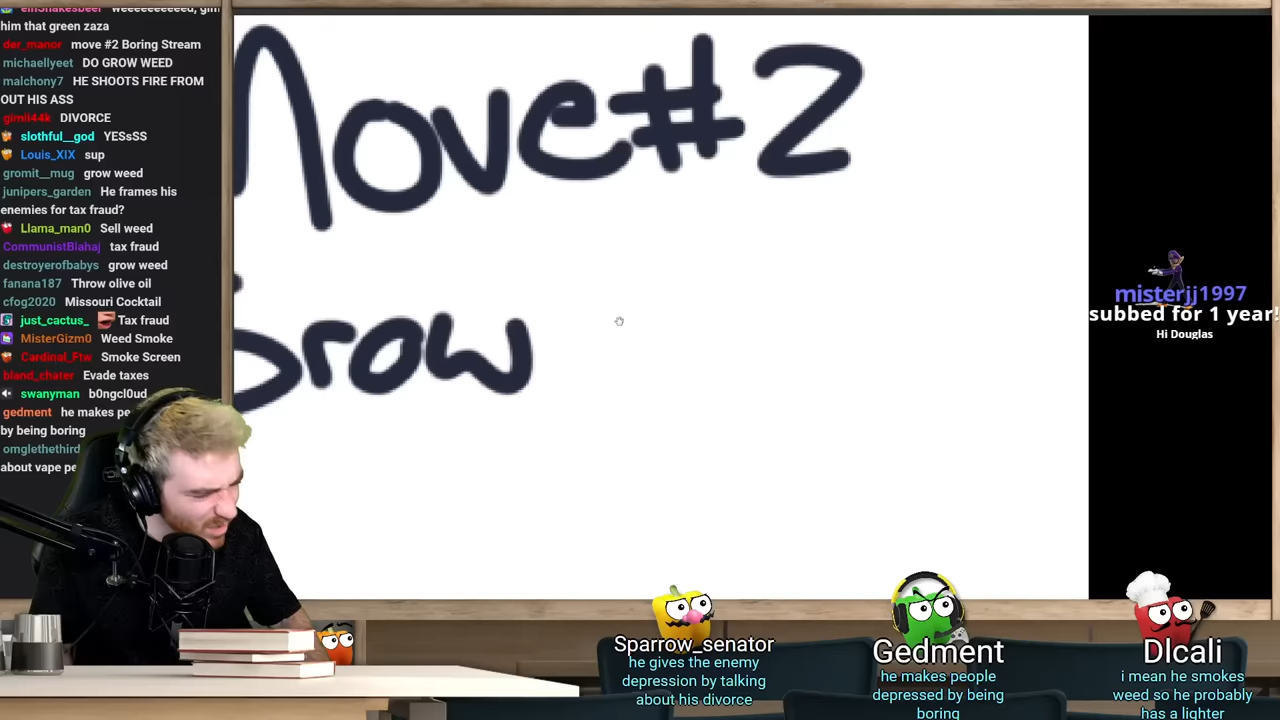 einShakesbeer weeeeeeeeed, gim
him that green zaza
der_manor move #2 Boring Stream
michaellyeet DO GROW WEED
malchony7 HE SHOOTS FIRE FROM
OUT HIS ASS
gimli44k DIVORCE
slothful__god YESsSS
Louis_XIX sup
gromit__mug grow weed
junipers_garden He frames his
enemies for tax fraud?
Llama_man0 Sell weed
CommunistBlahaj tax fraud
destroyerofbabys grow weed
fanana187 Throw olive oil
cfog2020 Missouri Cocktail
just_cactus_ Tax fraud
MisterGizm0 Weed Smoke
Cardinal_Ftw Smoke Screen
bland_chater Evade taxes
swanyman b0ngcl0ud
gedment he makes pe
by being boring
omglethethird
about vape pe
Move#2
Grow
misterjj1997
subbed for 1 year!
Hi Douglas
Sparrow_senator
he gives the enemy
depression by talking
about his divorce
Gedment
he makes people
depressed by being
boring
Dlcali
i mean he smokes
weed so he probably
has a lighter